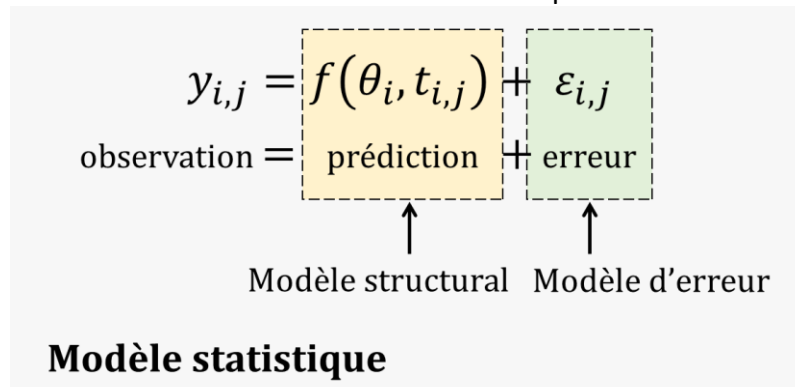 y_{i,j} = f(θ_i, t_{i,j}) + ε_{i,j}
observation = prédiction + erreur
Modèle structural Modèle d'erreur
Modèle statistique